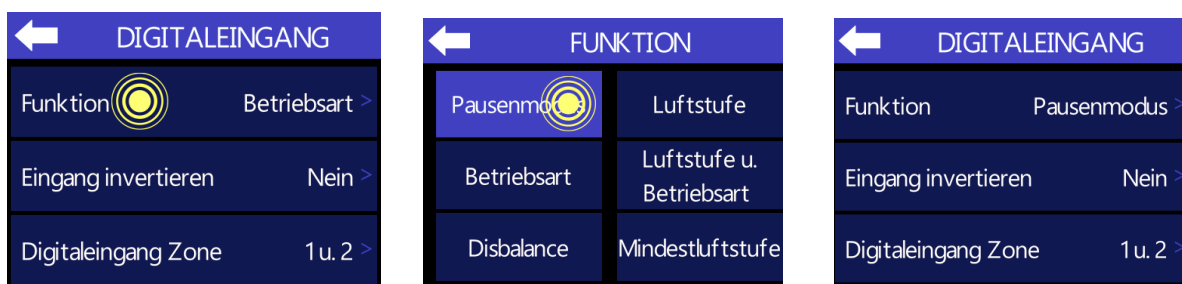 DIGITALEINGANG
Funktion Betriebsart >
Eingang invertieren Nein >
Digitaleingang Zone 1 u. 2 >
FUNKTION
Pausenmodus Luftstufe
Betriebsart Luftstufe u. Betriebsart
Disbalance Mindestluftstufe
DIGITALEINGANG
Funktion Pausenmodus >
Eingang invertieren Nein >
Digitaleingang Zone 1 u. 2 >